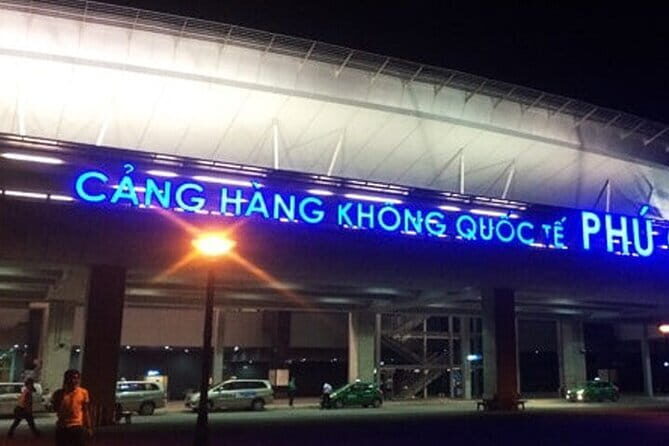 CẢNG HÀNG KHÔNG QUỐC TẾ PHÚ